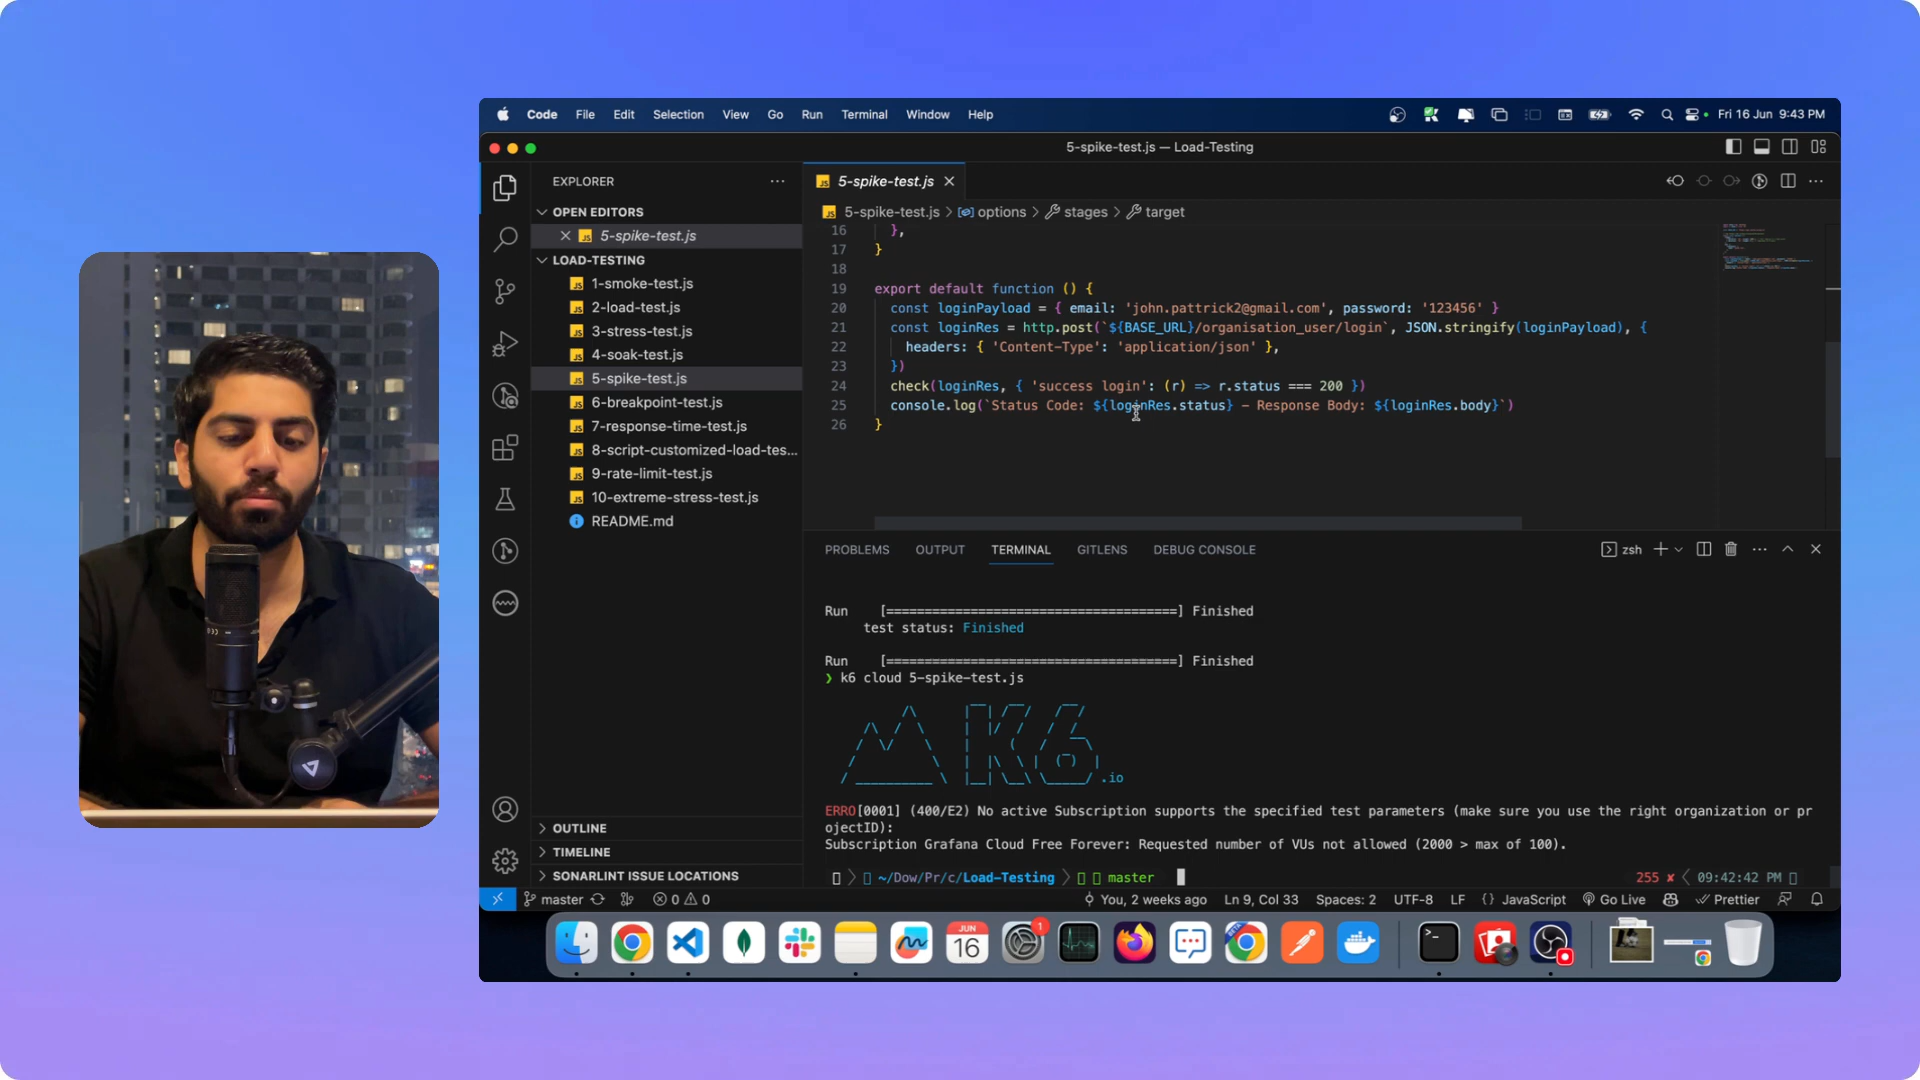 Code File Edit Selection View Go Run Terminal Window Help
Fri 16 Jun 9:43 PM
5-spike-test.js — Load-Testing
EXPLORER
OPEN EDITORS
5-spike-test.js
LOAD-TESTING
1-smoke-test.js
2-load-test.js
3-stress-test.js
4-soak-test.js
5-spike-test.js
6-breakpoint-test.js
7-response-time-test.js
8-script-customized-load-tes...
9-rate-limit-test.js
10-extreme-stress-test.js
README.md
OUTLINE
TIMELINE
SONARLINT ISSUE LOCATIONS
5-spike-test.js
5-spike-test.js > options > stages > target
16 },
17 }
18
19 export default function () {
20 const loginPayload = { email: 'john.pattrick2@gmail.com', password: '123456' }
21 const loginRes = http.post(`${BASE_URL}/organisation_user/login`, JSON.stringify(loginPayload), {
22 headers: { 'Content-Type': 'application/json' },
23 })
24 check(loginRes, { 'success login': (r) => r.status === 200 })
25 console.log(`Status Code: ${loginRes.status} – Response Body: ${loginRes.body}`)
26 }
PROBLEMS OUTPUT TERMINAL GITLENS DEBUG CONSOLE
zsh
Run [======================================] Finished
test status: Finished
Run [======================================] Finished
❯ k6 cloud 5-spike-test.js
K6
.io
ERRO[0001] (400/E2) No active Subscription supports the specified test parameters (make sure you use the right organization or pr
ojectID):
Subscription Grafana Cloud Free Forever: Requested number of VUs not allowed (2000 > max of 100).
~/Dow/Pr/c/Load-Testing master
255 ✘ 09:42:42 PM
master 0 0
You, 2 weeks ago Ln 9, Col 33 Spaces: 2 UTF-8 LF {} JavaScript Go Live Prettier
JUN
16
1